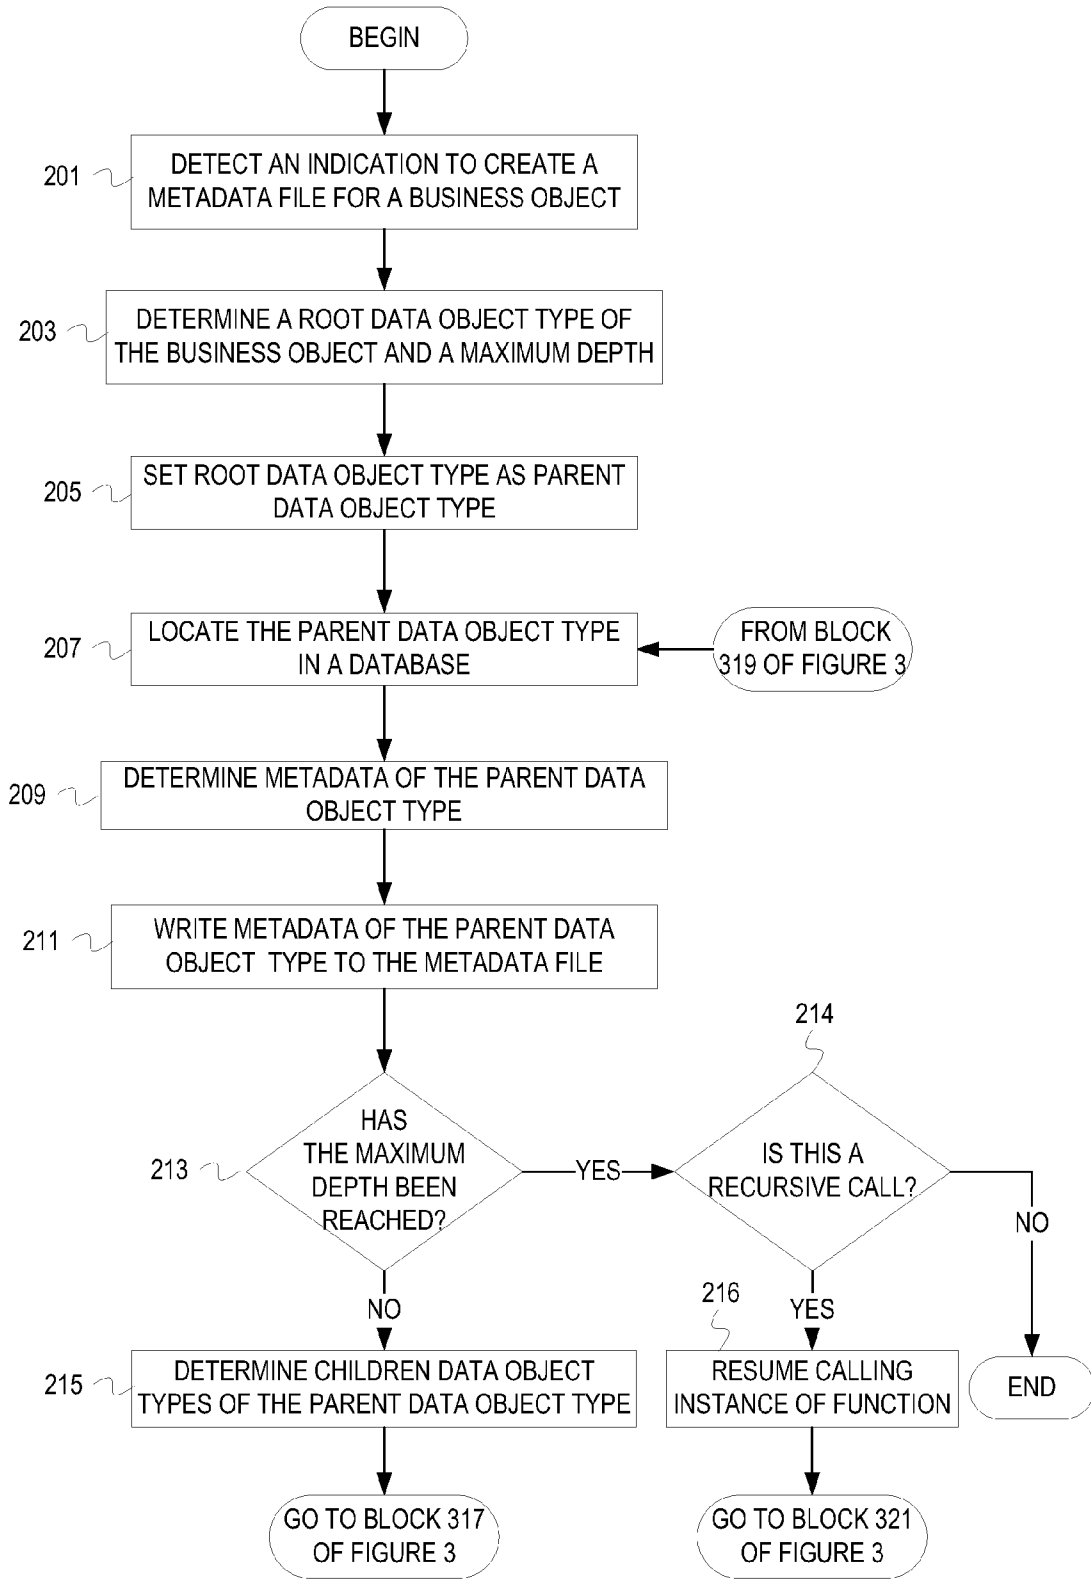 BEGIN
201
DETECT AN INDICATION TO CREATE A
METADATA FILE FOR A BUSINESS OBJECT
203
DETERMINE A ROOT DATA OBJECT TYPE OF
THE BUSINESS OBJECT AND A MAXIMUM DEPTH
205
SET ROOT DATA OBJECT TYPE AS PARENT
DATA OBJECT TYPE
207
LOCATE THE PARENT DATA OBJECT TYPE
IN A DATABASE
FROM BLOCK
319 OF FIGURE 3
209
DETERMINE METADATA OF THE PARENT DATA
OBJECT TYPE
211
WRITE METADATA OF THE PARENT DATA
OBJECT TYPE TO THE METADATA FILE
213
HAS
THE MAXIMUM
DEPTH BEEN
REACHED?
YES
214
IS THIS A
RECURSIVE CALL?
NO
NO
YES
215
DETERMINE CHILDREN DATA OBJECT
TYPES OF THE PARENT DATA OBJECT TYPE
216
RESUME CALLING
INSTANCE OF FUNCTION
END
GO TO BLOCK 317
OF FIGURE 3
GO TO BLOCK 321
OF FIGURE 3